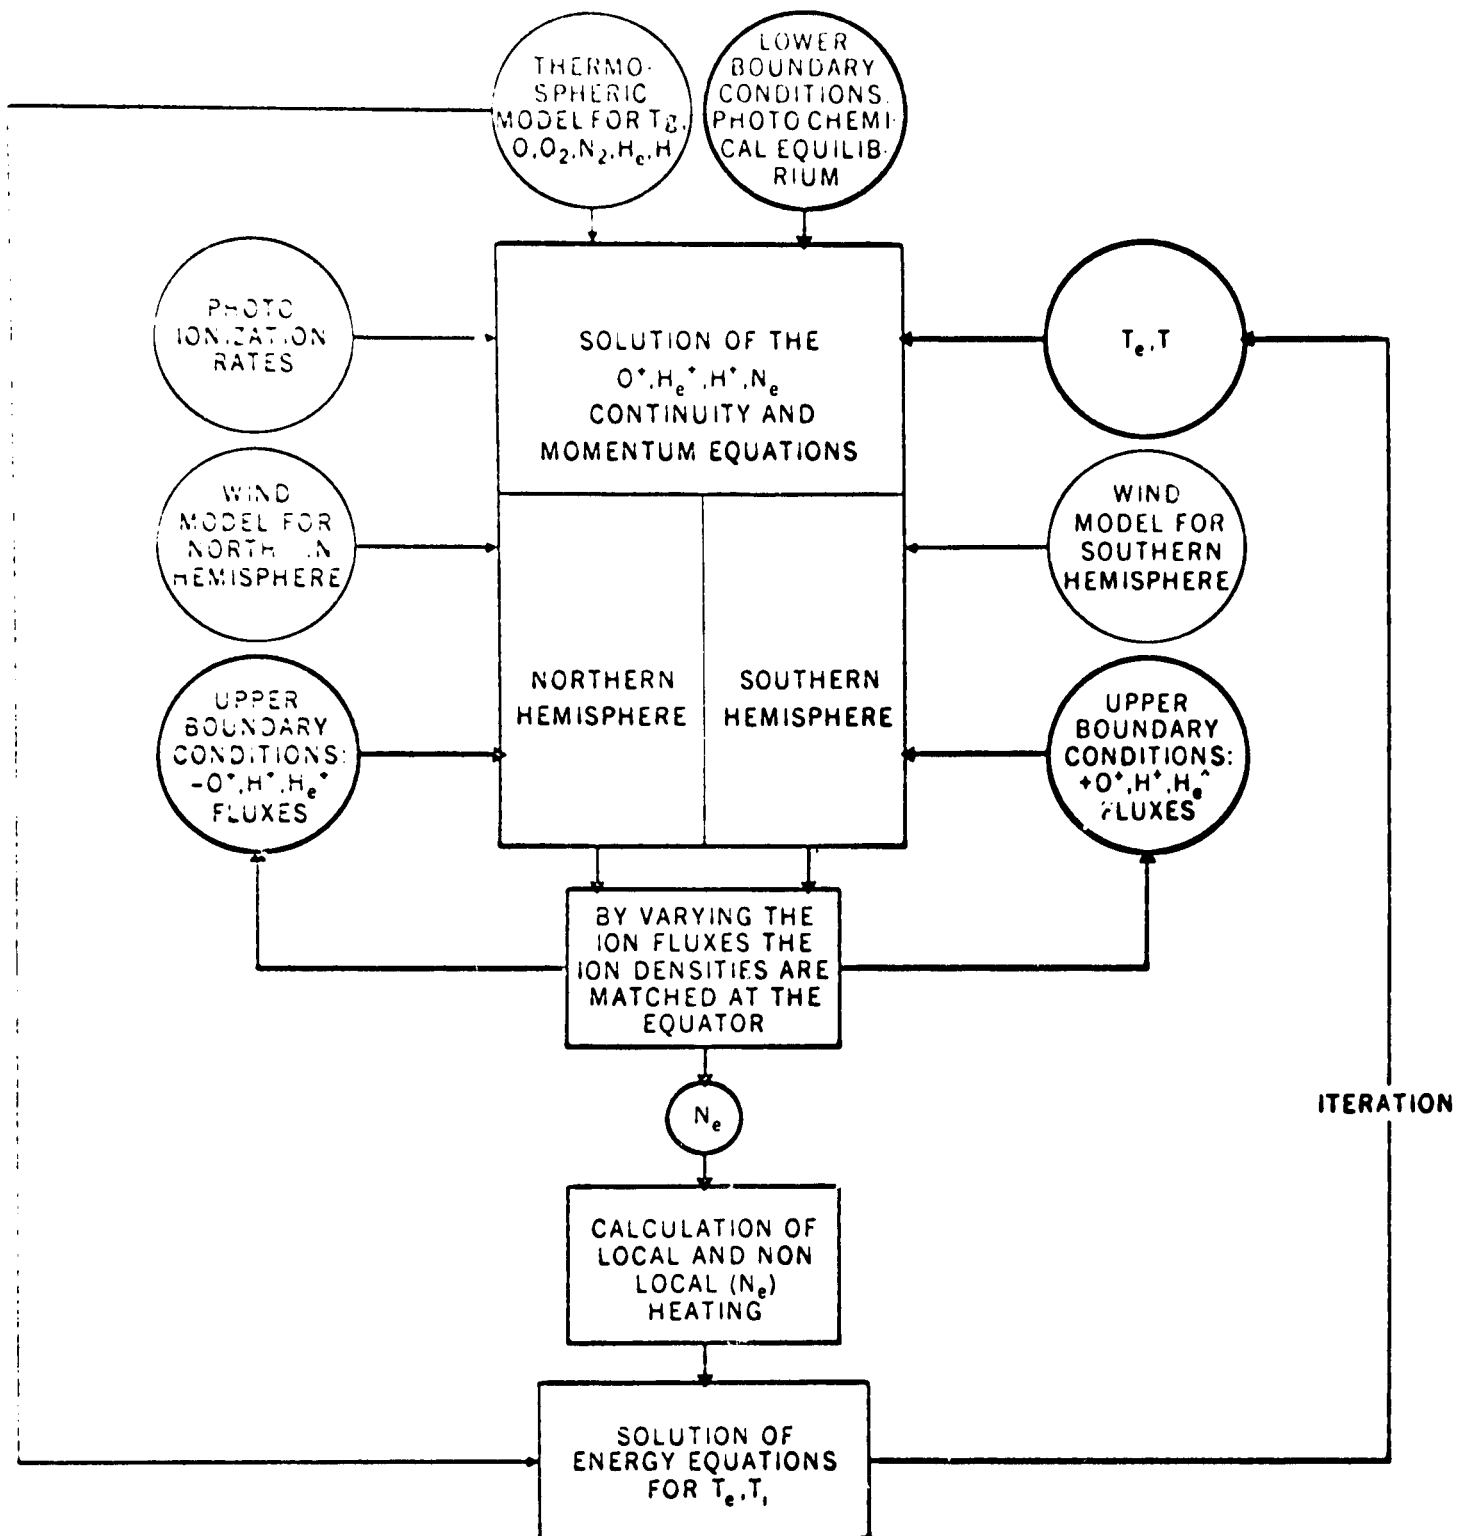 THERMO-
SPHERIC
MODEL FOR Tg,
O,O₂,N₂,Hₑ,H
LOWER
BOUNDARY
CONDITIONS.
PHOTO CHEMI-
CAL EQUILIB-
RIUM
PHOTO
IONIZATION
RATES
SOLUTION OF THE
O⁺,Hₑ⁺,H⁺,Nₑ
CONTINUITY AND
MOMENTUM EQUATIONS
Tₑ,T
WIND
MODEL FOR
HEMISPHERE
WIND
MODEL FOR
SOUTHERN
HEMISPHERE
NORTHERN
HEMISPHERE
SOUTHERN
HEMISPHERE
UPPER
BOUNDARY
CONDITIONS:
-O⁺,H⁺,Hₑ⁺
FLUXES
UPPER
BOUNDARY
CONDITIONS:
+O⁺,H⁺,Hₑ^
FLUXES
BY VARYING THE
ION FLUXES THE
ION DENSITIES ARE
MATCHED AT THE
EQUATOR
Nₑ
ITERATION
CALCULATION OF
LOCAL AND NON
LOCAL (Nₑ)
HEATING
SOLUTION OF
ENERGY EQUATIONS
FOR Tₑ,Tᵢ